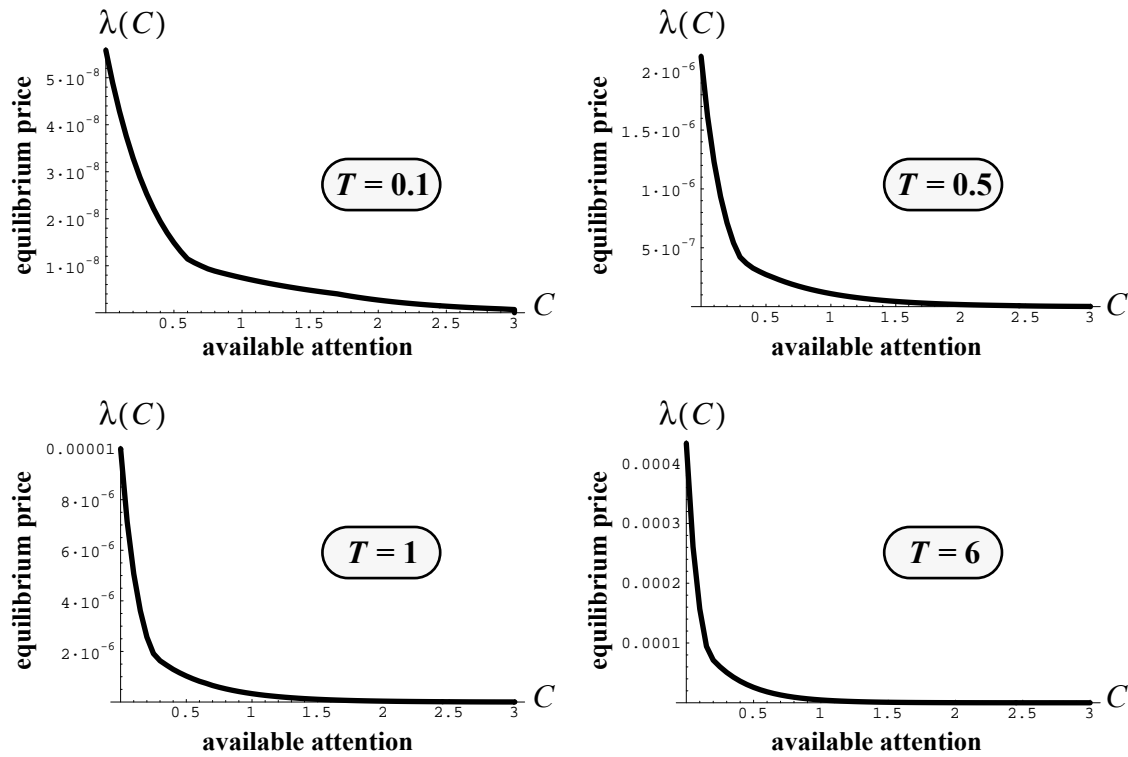 λ(C)
equilibrium price
5·10⁻⁸
4·10⁻⁸
3·10⁻⁸
2·10⁻⁸
1·10⁻⁸
T = 0.1
0.5 1 1.5 2 2.5 3
C
available attention
λ(C)
equilibrium price
2·10⁻⁶
1.5·10⁻⁶
1·10⁻⁶
5·10⁻⁷
T = 0.5
0.5 1 1.5 2 2.5 3
C
available attention
λ(C)
equilibrium price
0.00001
8·10⁻⁶
6·10⁻⁶
4·10⁻⁶
2·10⁻⁶
T = 1
0.5 1 1.5 2 2.5 3
C
available attention
λ(C)
equilibrium price
0.0004
0.0003
0.0002
0.0001
T = 6
0.5 1 1.5 2 2.5 3
C
available attention